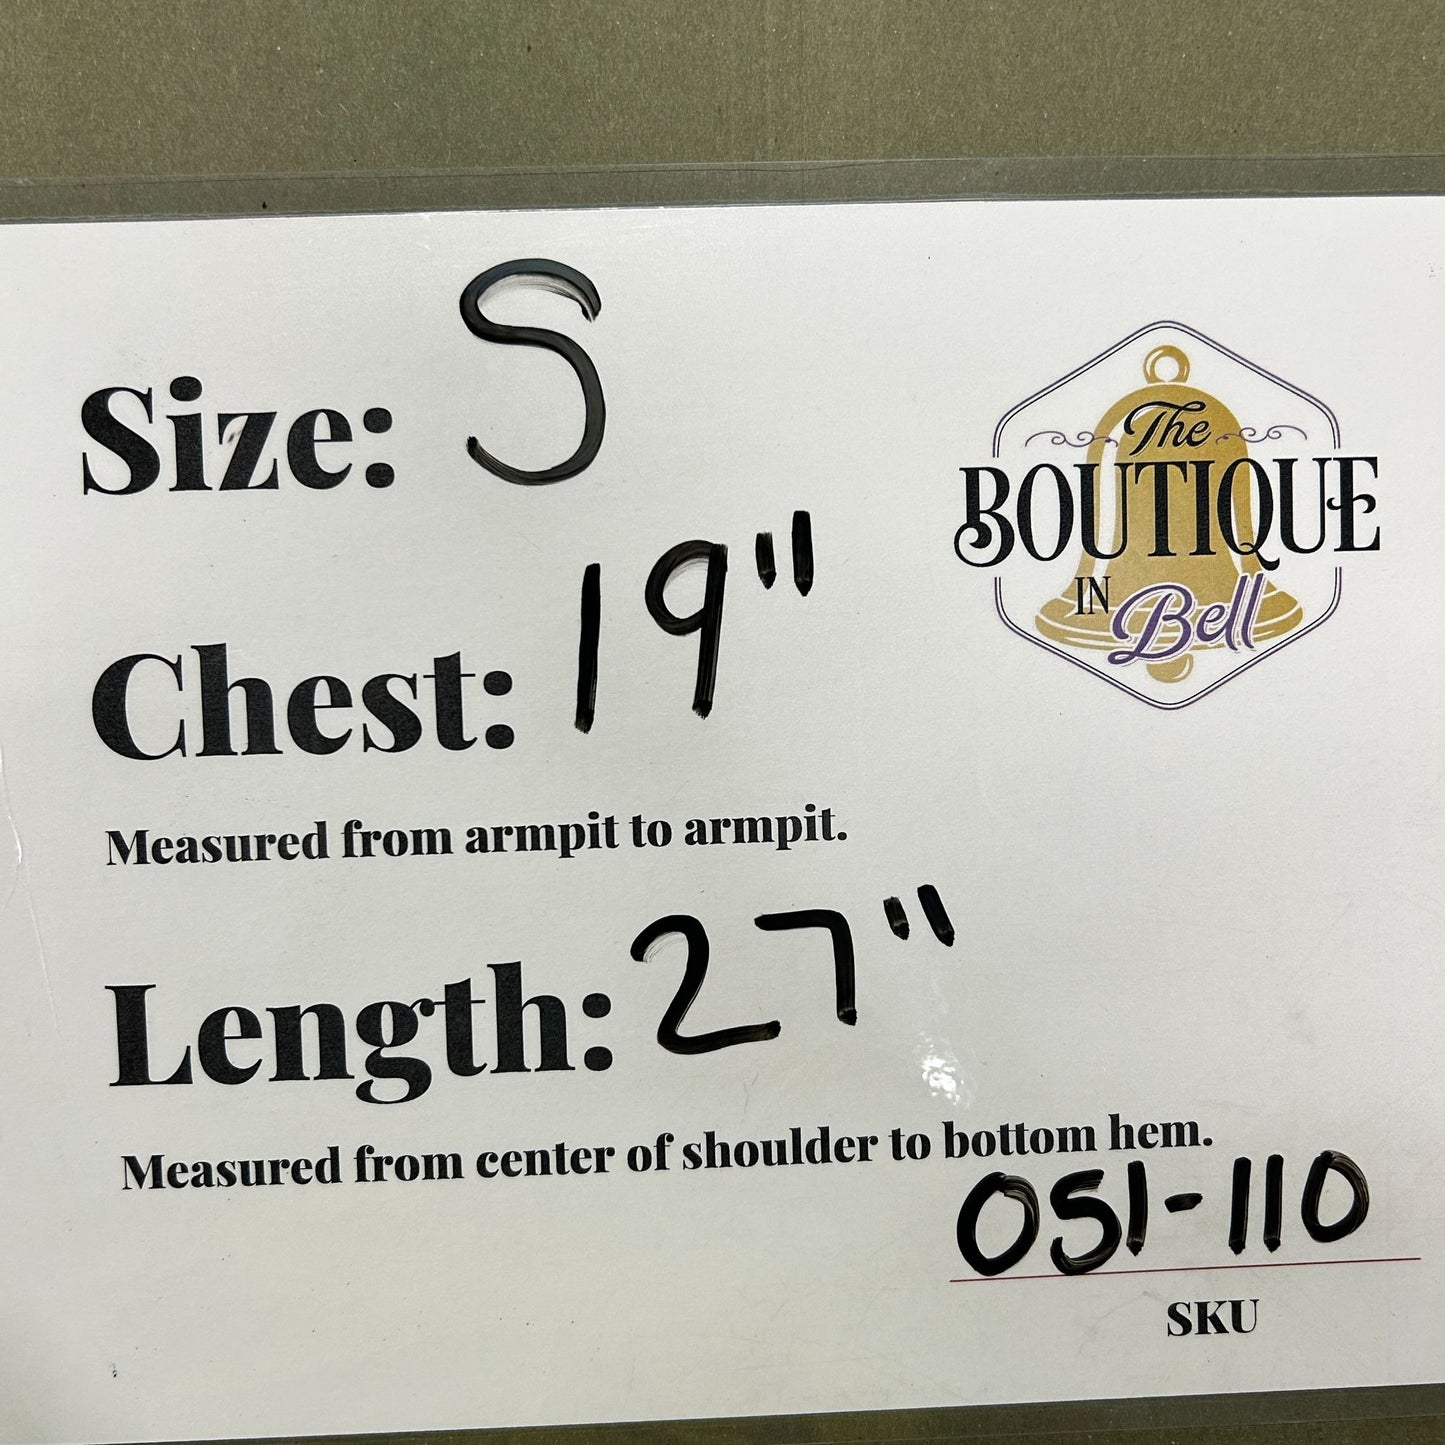 Size: S
The
BOUTIQUE
IN Bell
Chest: 19"
Measured from armpit to armpit.
Length: 27"
Measured from center of shoulder to bottom hem.
OS1-110
SKU